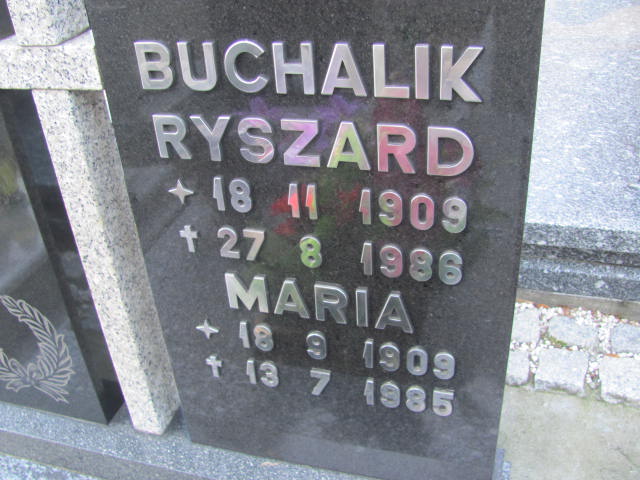 BUCHALIK
RYSZARD
18 11 1909
✝ 27 8 1986
MARIA
18 9 1909
✝ 13 7 1985